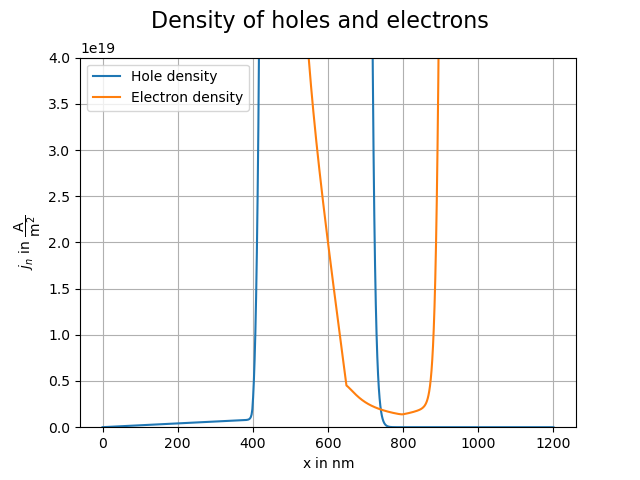 Density of holes and electrons
1e19
Hole density
Electron density
4.0
3.5
3.0
2.5
2.0
1.5
1.0
0.5
0.0
j_n in A/m²
0 200 400 600 800 1000 1200
x in nm